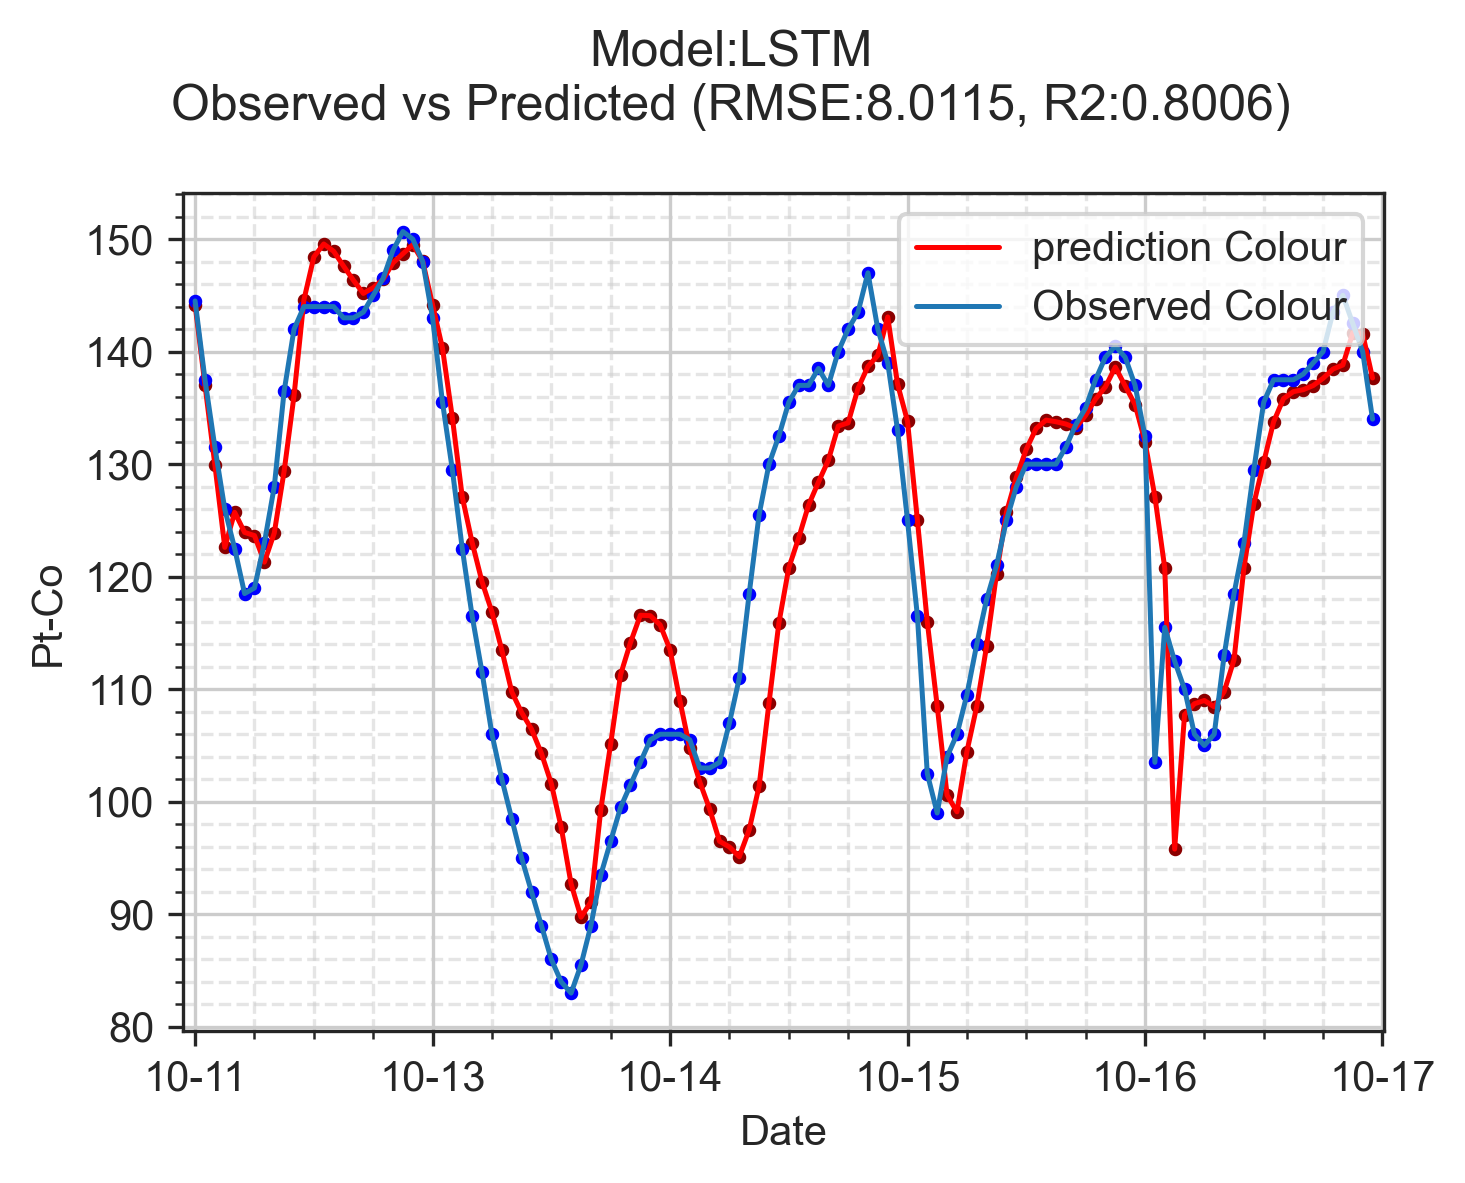 Model:LSTM
Observed vs Predicted (RMSE:8.0115, R2:0.8006)
prediction Colour
Observed Colour
150
140
130
120
110
100
90
80
Pt-Co
10-11 10-13 10-14 10-15 10-16 10-17
Date